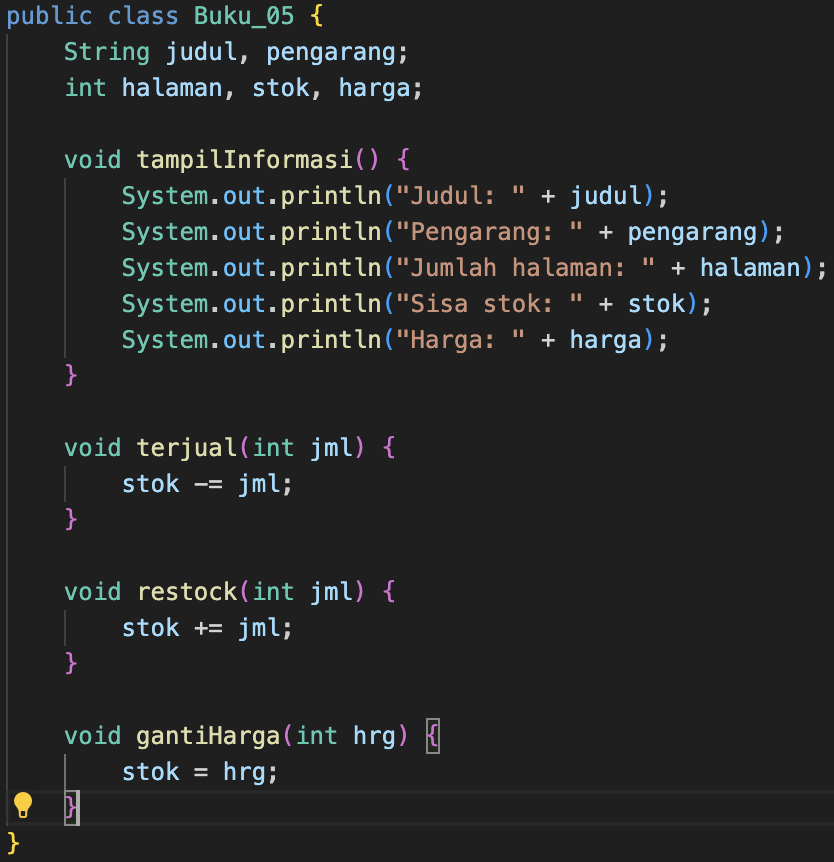 public class Buku_05 {
    String judul, pengarang;
    int halaman, stok, harga;

    void tampilInformasi() {
        System.out.println("Judul: " + judul);
        System.out.println("Pengarang: " + pengarang);
        System.out.println("Jumlah halaman: " + halaman);
        System.out.println("Sisa stok: " + stok);
        System.out.println("Harga: " + harga);
    }

    void terjual(int jml) {
        stok -= jml;
    }

    void restock(int jml) {
        stok += jml;
    }

    void gantiHarga(int hrg) {
        stok = hrg;
    }
}